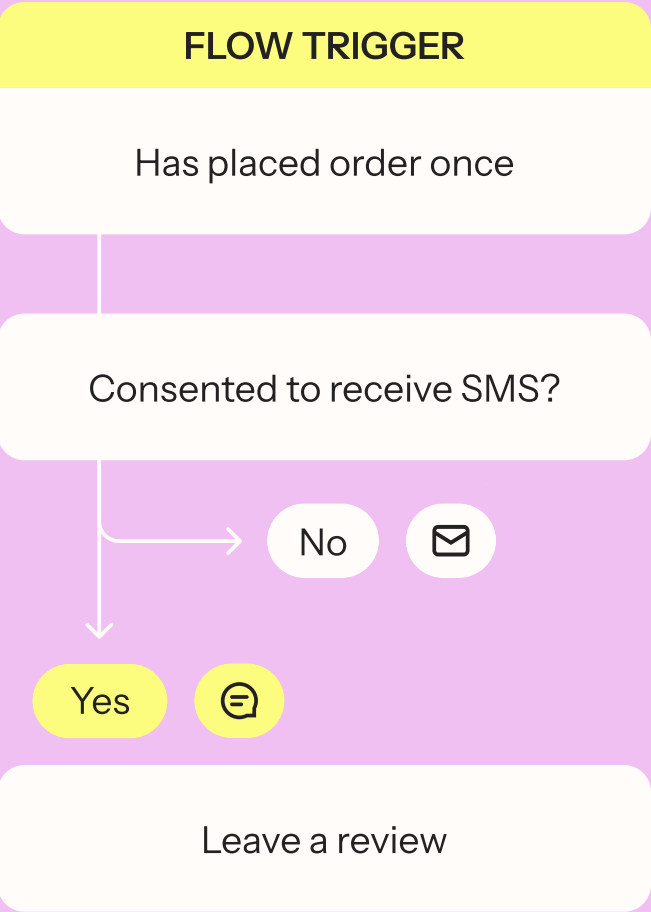 FLOW TRIGGER
Has placed order once
Consented to receive SMS?
No
Yes
Leave a review